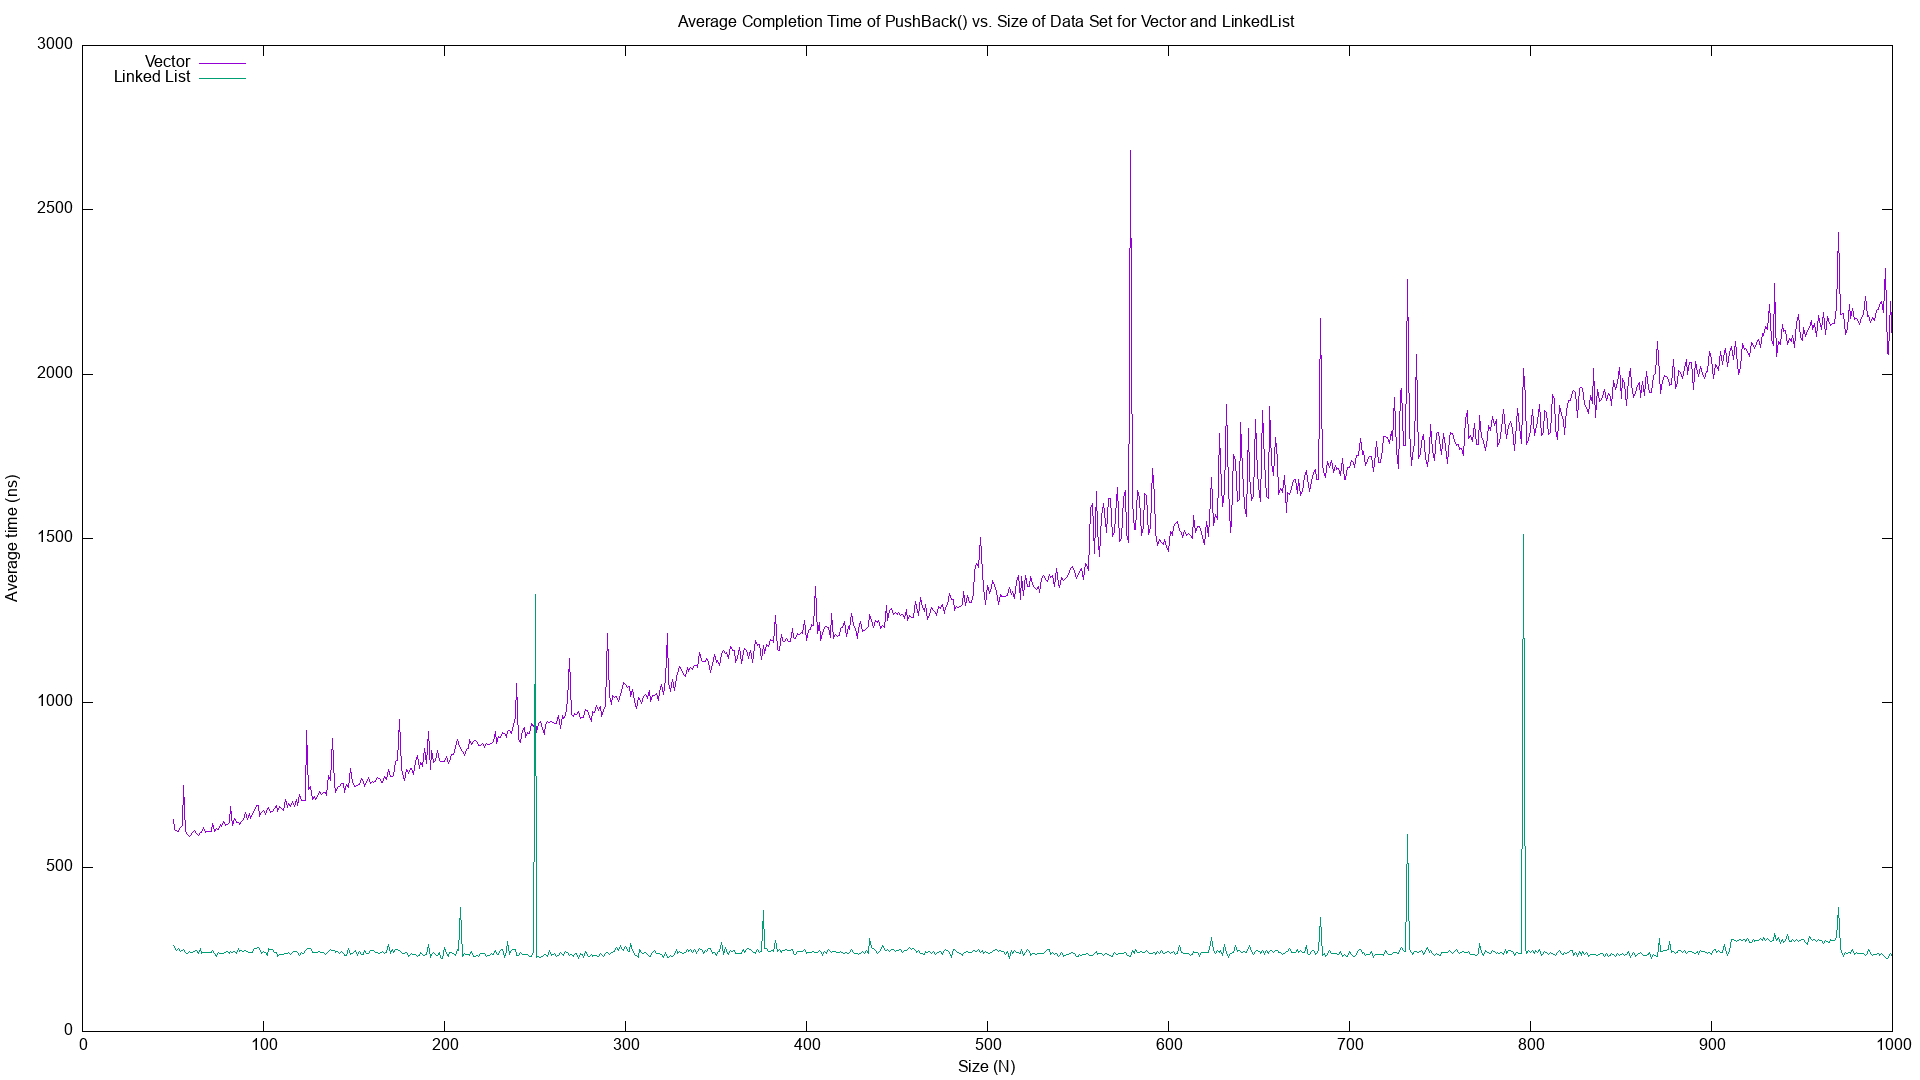 Average Completion Time of PushBack() vs. Size of Data Set for Vector and LinkedList
3000
2500
2000
1500
1000
500
0
Vector
Linked List
Average time (ns)
0 100 200 300 400 500 600 700 800 900 1000
Size (N)